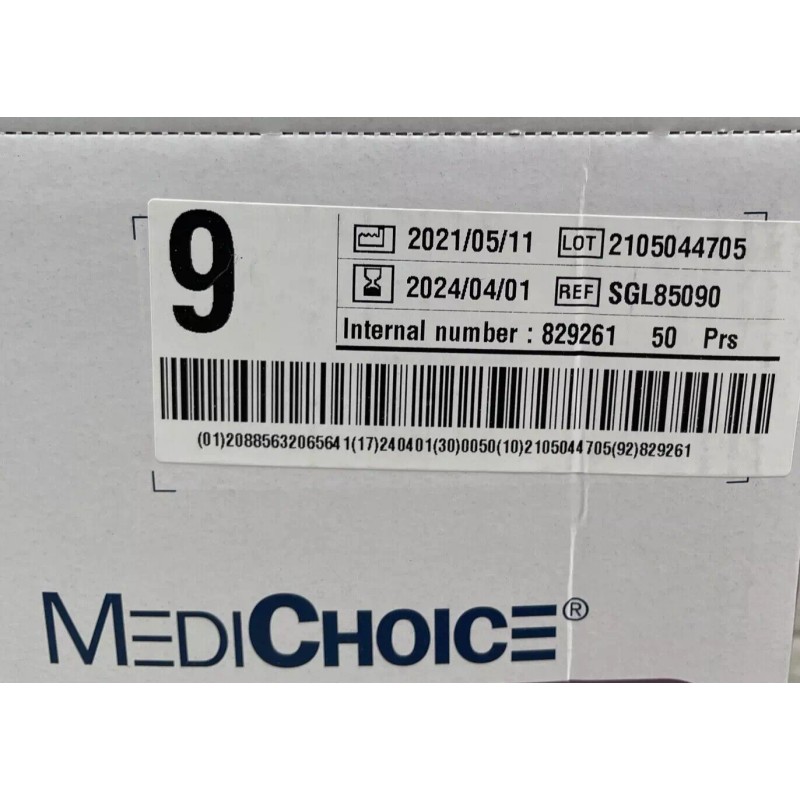 9
2021/05/11 LOT 2105044705
2024/04/01 REF SGL85090
Internal number : 829261 50 Prs
(01)20885632065641(17)240401(30)0050(10)2105044705(92)829261
MEDICHOICE®